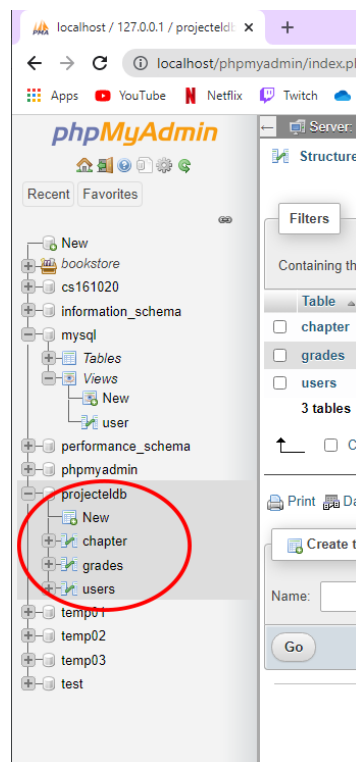 localhost / 127.0.0.1 / projecteldb
localhost/phpmyadmin/index.p
Apps YouTube Netflix Twitch
phpMyAdmin
Recent Favorites
New
bookstore
cs161020
information_schema
mysql
Tables
Views
New
user
performance_schema
phpmyadmin
projecteldb
New
chapter
grades
users
temp01
temp02
temp03
test
Server:
Structure
Filters
Containing th
Table
chapter
grades
users
3 tables
C
Print Da
Create t
Name:
Go